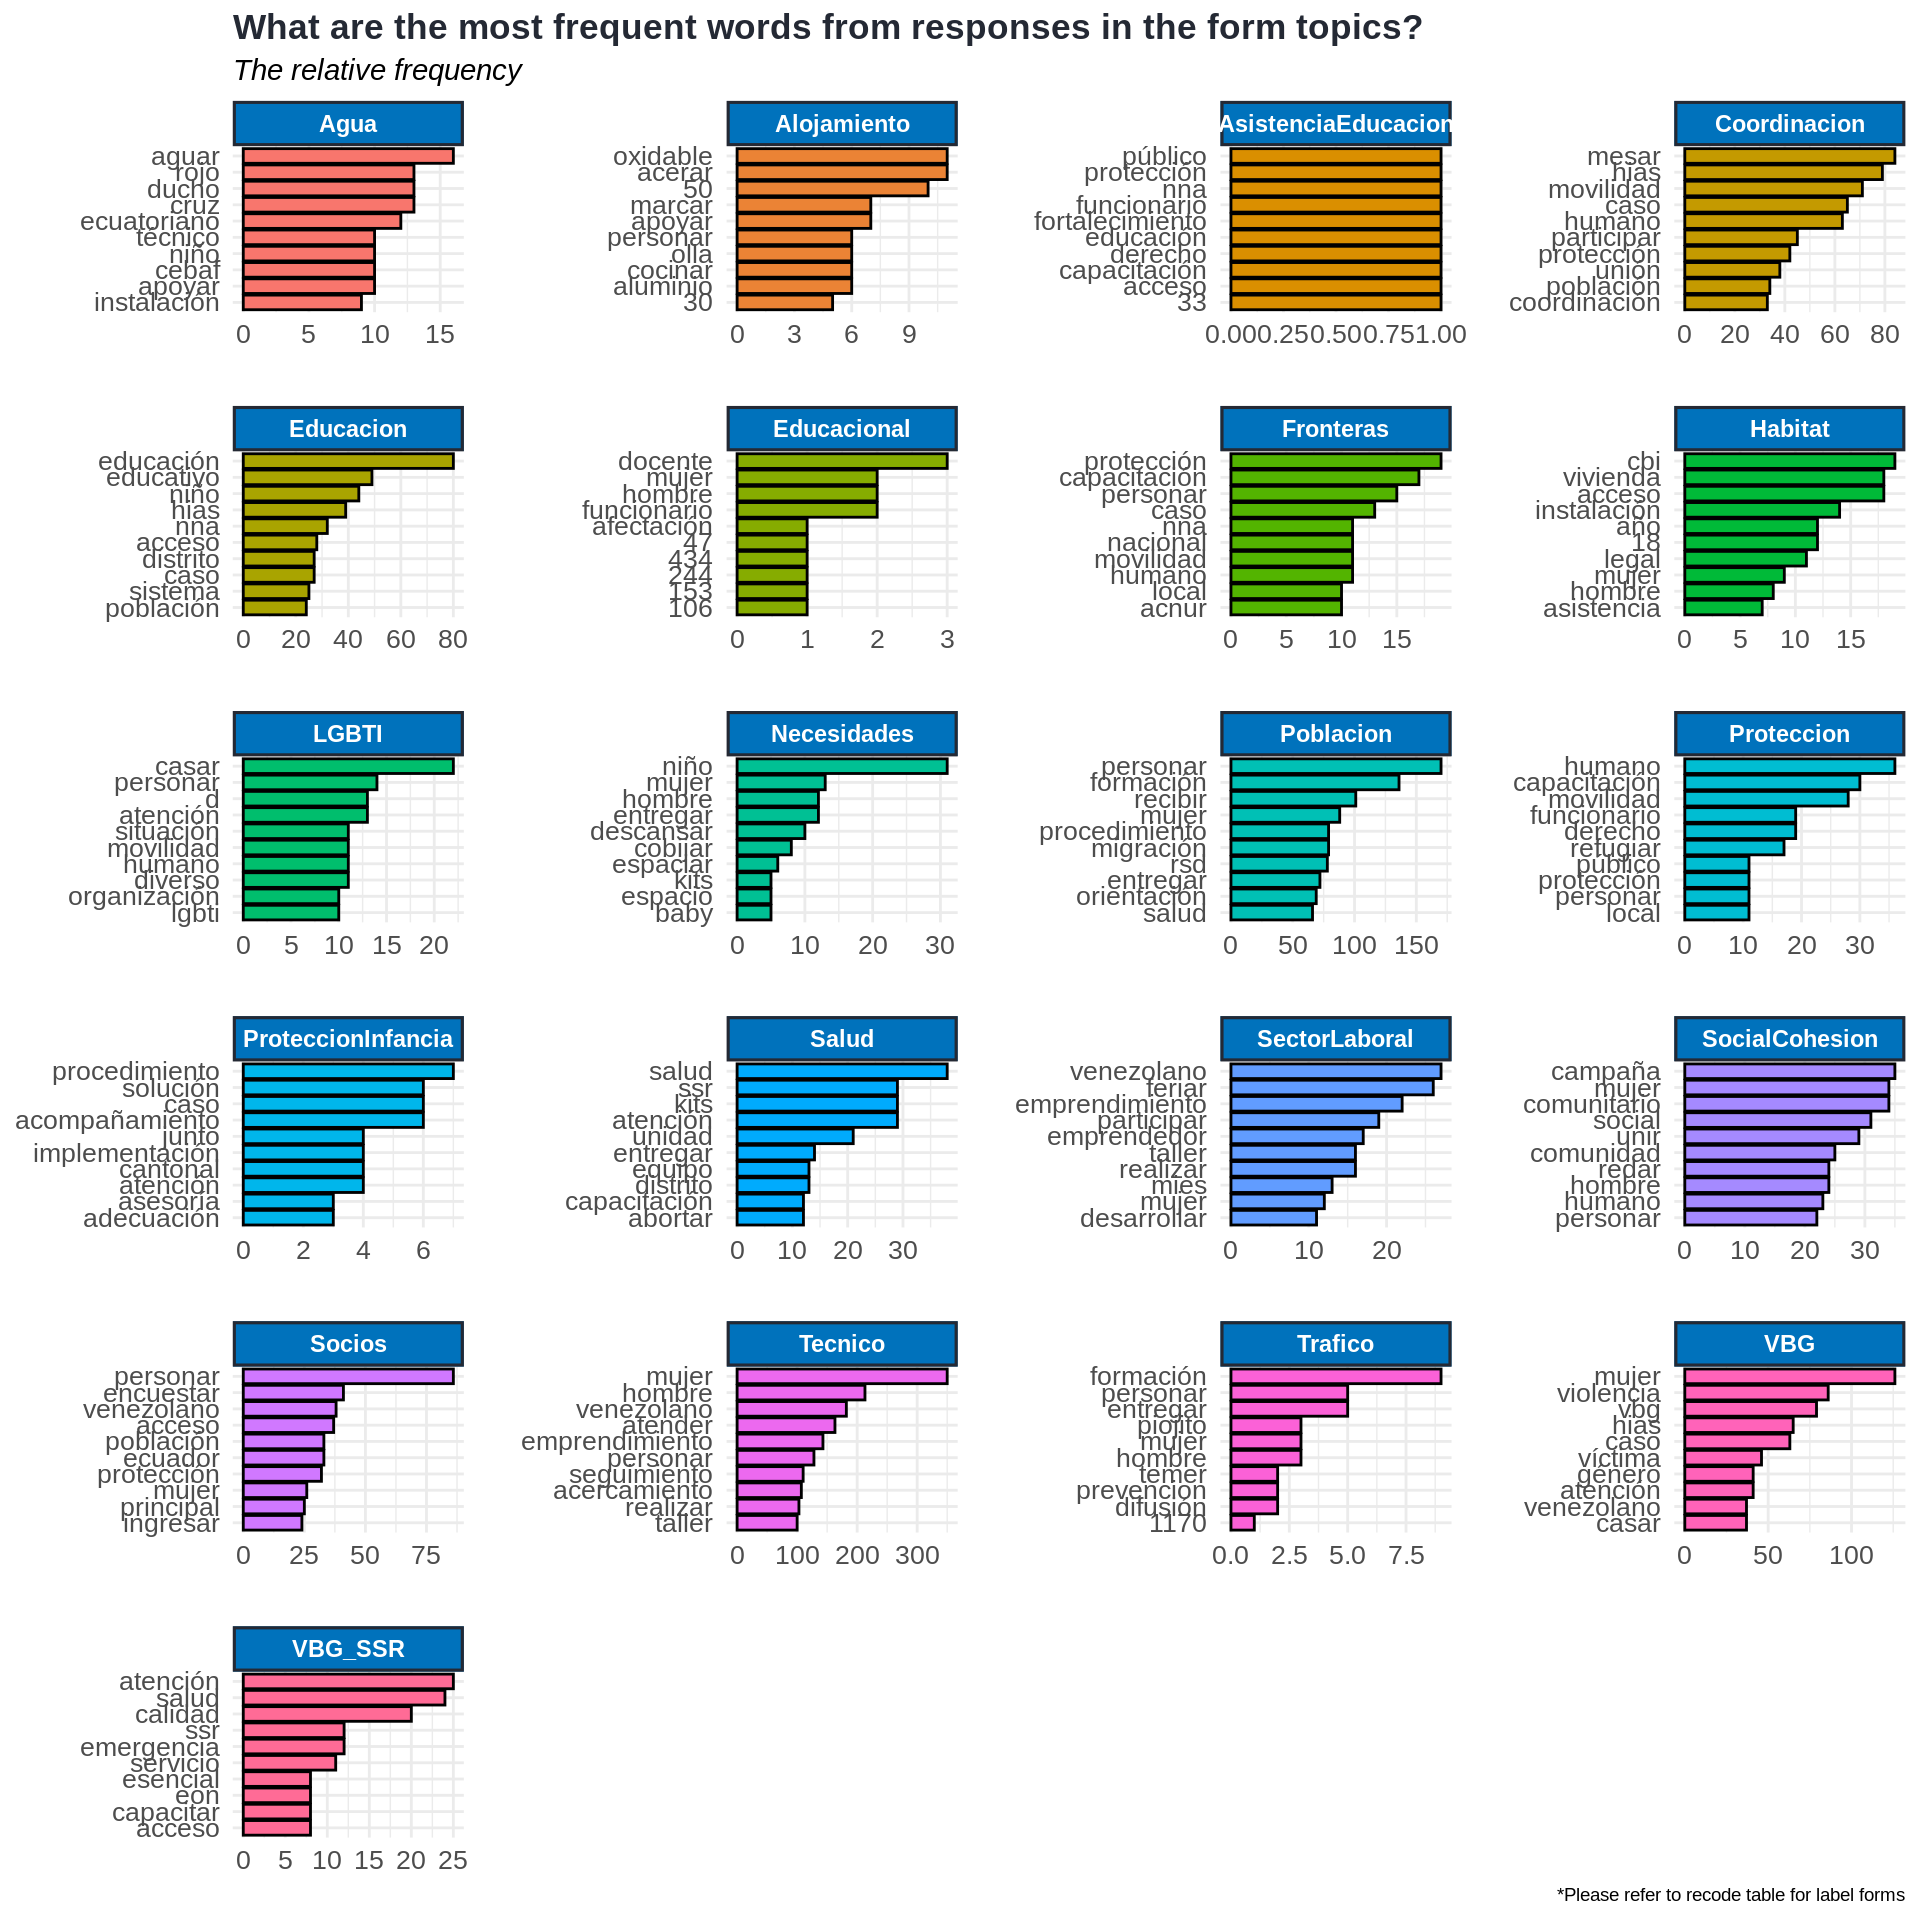 What are the most frequent words from responses in the form topics?
The relative frequency
Agua
aguar
rojo
ducho
cruz
ecuatoriano
técnico
niño
cebaf
apoyar
instalación
0 5 10 15
Alojamiento
oxidable
acerar
50
marcar
apoyar
personar
olla
cocinar
aluminio
30
0 3 6 9
AsistenciaEducacion
público
protección
nna
funcionario
fortalecimiento
educación
derecho
capacitación
acceso
33
0.00 0.25 0.50 0.75 1.00
Coordinacion
mesar
hias
movilidad
caso
humano
participar
protección
unión
población
coordinación
0 20 40 60 80
Educacion
educación
educativo
niño
hias
nna
acceso
distrito
caso
sistema
población
0 20 40 60 80
Educacional
docente
mujer
hombre
funcionario
afectación
47
434
244
153
106
0 1 2 3
Fronteras
protección
capacitación
personar
caso
nna
nacional
movilidad
humano
local
acnur
0 5 10 15
Habitat
cbi
vivienda
acceso
instalación
año
18
legal
mujer
hombre
asistencia
0 5 10 15
LGBTI
casar
personar
d
atención
situación
movilidad
humano
diverso
organización
lgbti
0 5 10 15 20
Necesidades
niño
mujer
hombre
entregar
descansar
cobijar
espaciar
kits
espacio
baby
0 10 20 30
Poblacion
personar
formación
recibir
mujer
procedimiento
migración
rsd
entregar
orientación
salud
0 50 100 150
Proteccion
humano
capacitación
movilidad
funcionario
derecho
refugiar
público
protección
personar
local
0 10 20 30
ProteccionInfancia
procedimiento
solución
caso
acompañamiento
junto
implementación
cantonal
atención
asesoría
adecuación
0 2 4 6
Salud
salud
ssr
kits
atención
unidad
entregar
equipo
distrito
capacitación
abortar
0 10 20 30
SectorLaboral
venezolano
feriar
emprendimiento
participar
emprendedor
taller
realizar
mies
mujer
desarrollar
0 10 20
SocialCohesion
campaña
mujer
comunitario
social
unir
comunidad
redar
hombre
humano
personar
0 10 20 30
Socios
personar
encuestar
venezolano
acceso
población
ecuador
protección
mujer
principal
ingresar
0 25 50 75
Tecnico
mujer
hombre
venezolano
atender
emprendimiento
personar
seguimiento
acercamiento
realizar
taller
0 100 200 300
Trafico
formación
personar
entregar
piojito
mujer
hombre
temer
prevención
difusión
1170
0.0 2.5 5.0 7.5
VBG
mujer
violencia
vbg
hias
caso
víctima
género
atención
venezolano
casar
0 50 100
VBG_SSR
atención
salud
calidad
ssr
emergencia
servicio
esencial
eon
capacitar
acceso
0 5 10 15 20 25
*Please refer to recode table for label forms